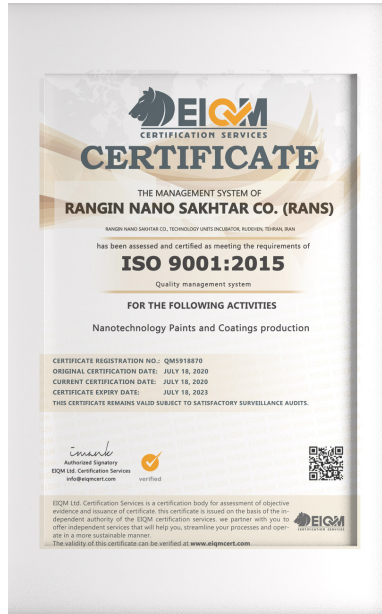 EIQM
CERTIFICATION SERVICES
CERTIFICATE
THE MANAGEMENT SYSTEM OF
RANGIN NANO SAKHTAR CO. (RANS)
RANGIN NANO SAKHTAR CO., TECHNOLOGY UNITS INCUBATOR, RUDEHEN, TEHRAN, IRAN
has been assessed and certified as meeting the requirements of
ISO 9001:2015
Quality management system
FOR THE FOLLOWING ACTIVITIES
Nanotechnology Paints and Coatings production
CERTIFICATE REGISTRATION NO.: QM5918870
ORIGINAL CERTIFICATION DATE: JULY 18, 2020
CURRENT CERTIFICATION DATE: JULY 18, 2020
CERTIFICATE EXPIRY DATE: JULY 18, 2023
THIS CERTIFICATE REMAINS VALID SUBJECT TO SATISFACTORY SURVEILLANCE AUDITS.
Authorized Signatory
EIQM Ltd. Certification Services
info@eiqmcert.com
verified
EIQM Ltd. Certification Services is a certification body for assessment of objective
evidence and issuance of certificate. this certificate is issued on the basis of the in-
dependent authority of the EIQM certification services. we partner with you to
offer independent services that will help you, streamline your processes and oper-
ate in a more sustainable manner.
The validity of this certificate can be verified at www.eiqmcert.com
EIQM
CERTIFICATION SERVICES